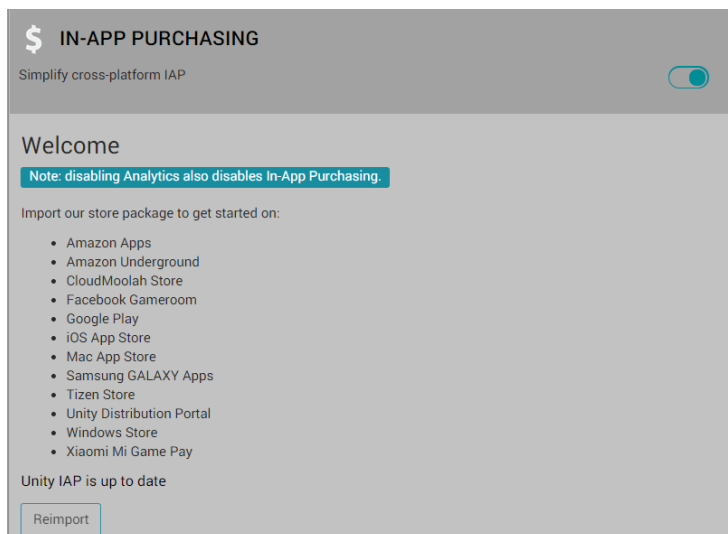 $ IN-APP PURCHASING
Simplify cross-platform IAP
Welcome
Note: disabling Analytics also disables In-App Purchasing.
Import our store package to get started on:
• Amazon Apps
• Amazon Underground
• CloudMoolah Store
• Facebook Gameroom
• Google Play
• iOS App Store
• Mac App Store
• Samsung GALAXY Apps
• Tizen Store
• Unity Distribution Portal
• Windows Store
• Xiaomi Mi Game Pay
Unity IAP is up to date
Reimport